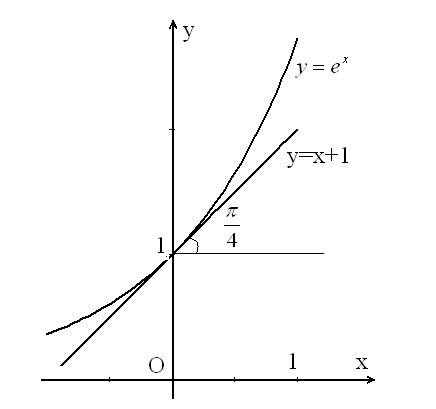 y
y = e^x
y=x+1
π/4
1
O
1
x